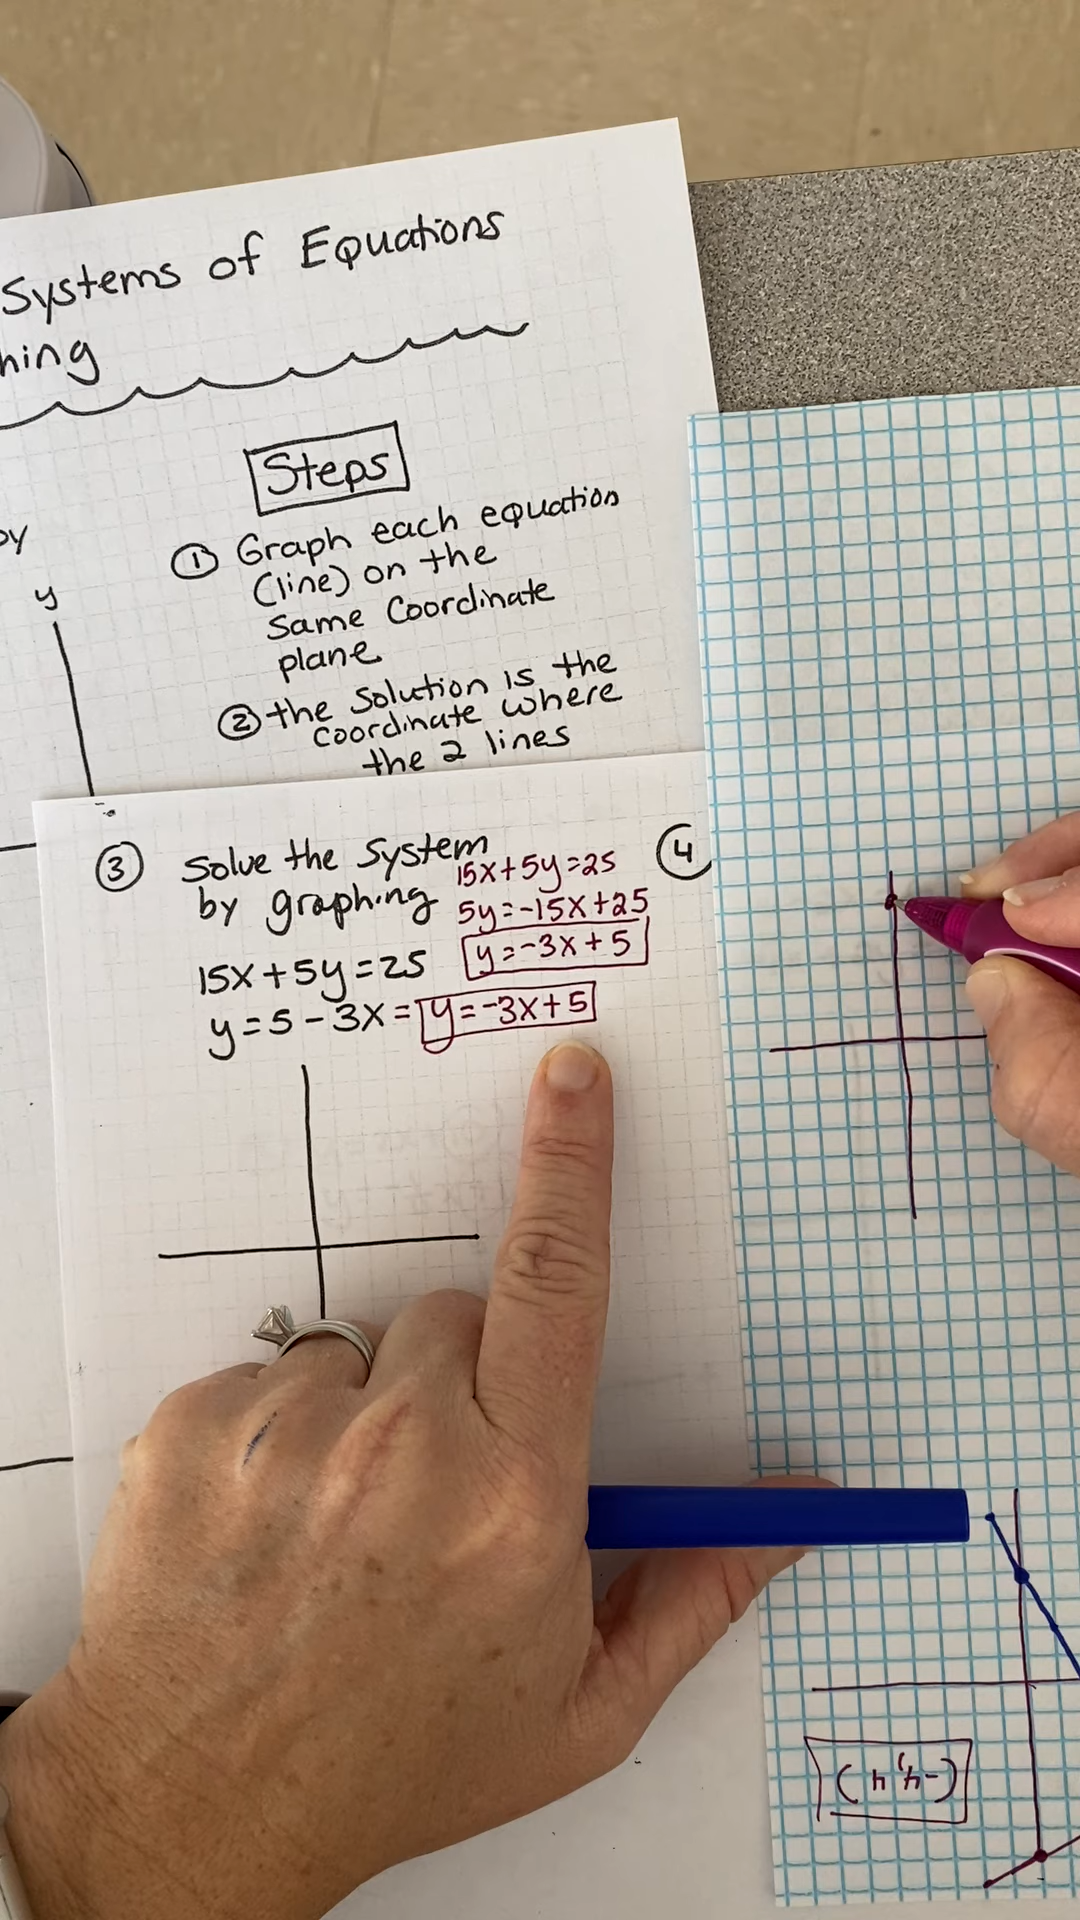 Systems of Equations
hing
Steps
y
① Graph each equation
(line) on the
Same Coordinate
plane
② the Solution is the
Coordinate where
the 2 lines
③ Solve the System
by graphing
15x+5y=25
y=5-3x= y=-3x+5
15x+5y=25
5y=-15x+25
y=-3x+5
④
(-4,4)